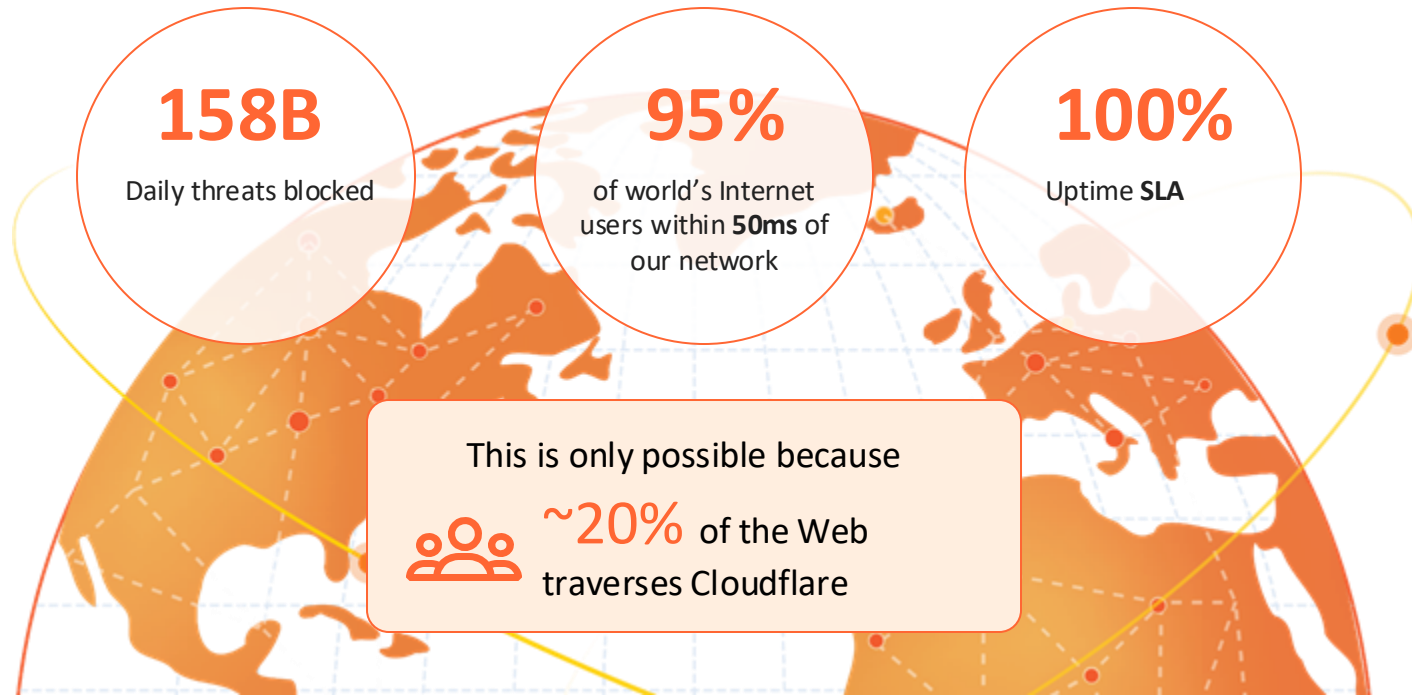 158B
Daily threats blocked
95%
of world’s Internet
users within 50ms of
our network
100%
Uptime SLA
This is only possible because
~20% of the Web
traverses Cloudflare